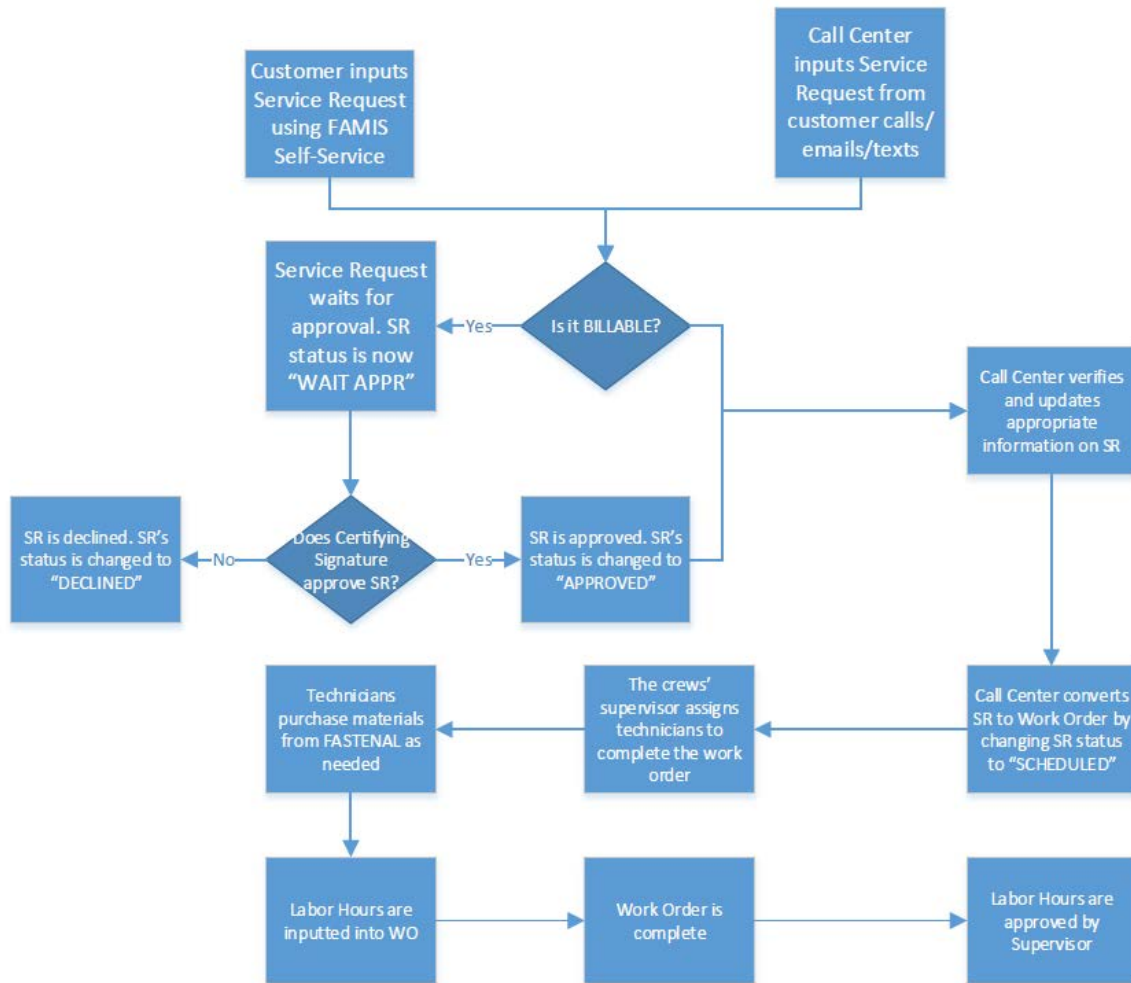 Customer inputs
Service Request
using FAMIS
Self-Service
Call Center
inputs Service
Request from
customer calls/
emails/texts
Service Request
waits for
approval. SR
status is now
“WAIT APPR”
Yes
Is it BILLABLE?
Call Center verifies
and updates
appropriate
information on SR
SR is declined. SR’s
status is changed to
“DECLINED”
No
Does Certifying
Signature
approve SR?
Yes
SR is approved. SR’s
status is changed to
“APPROVED”
Technicians
purchase materials
from FASTENAL as
needed
The crews’
supervisor assigns
technicians to
complete the work
order
Call Center converts
SR to Work Order by
changing SR status
to “SCHEDULED”
Labor Hours are
inputted into WO
Work Order is
complete
Labor Hours are
approved by
Supervisor